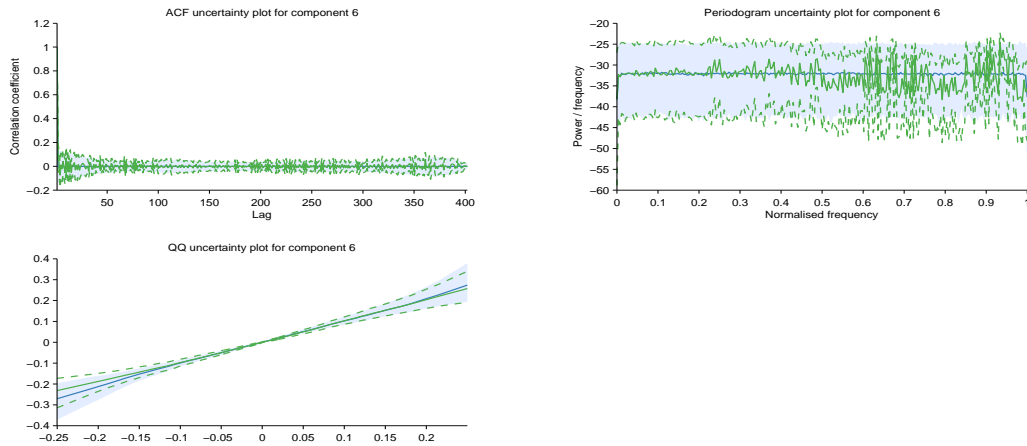 ACF uncertainty plot for component 6
Correlation coefficient
1.2
1
0.8
0.6
0.4
0.2
0
−0.2
50 100 150 200 250 300 350 400
Lag
Periodogram uncertainty plot for component 6
Power / frequency
−20
−25
−30
−35
−40
−45
−50
−55
−60
0 0.1 0.2 0.3 0.4 0.5 0.6 0.7 0.8 0.9 1
Normalised frequency
QQ uncertainty plot for component 6
0.4
0.3
0.2
0.1
0
−0.1
−0.2
−0.3
−0.4
−0.25 −0.2 −0.15 −0.1 −0.05 0 0.05 0.1 0.15 0.2